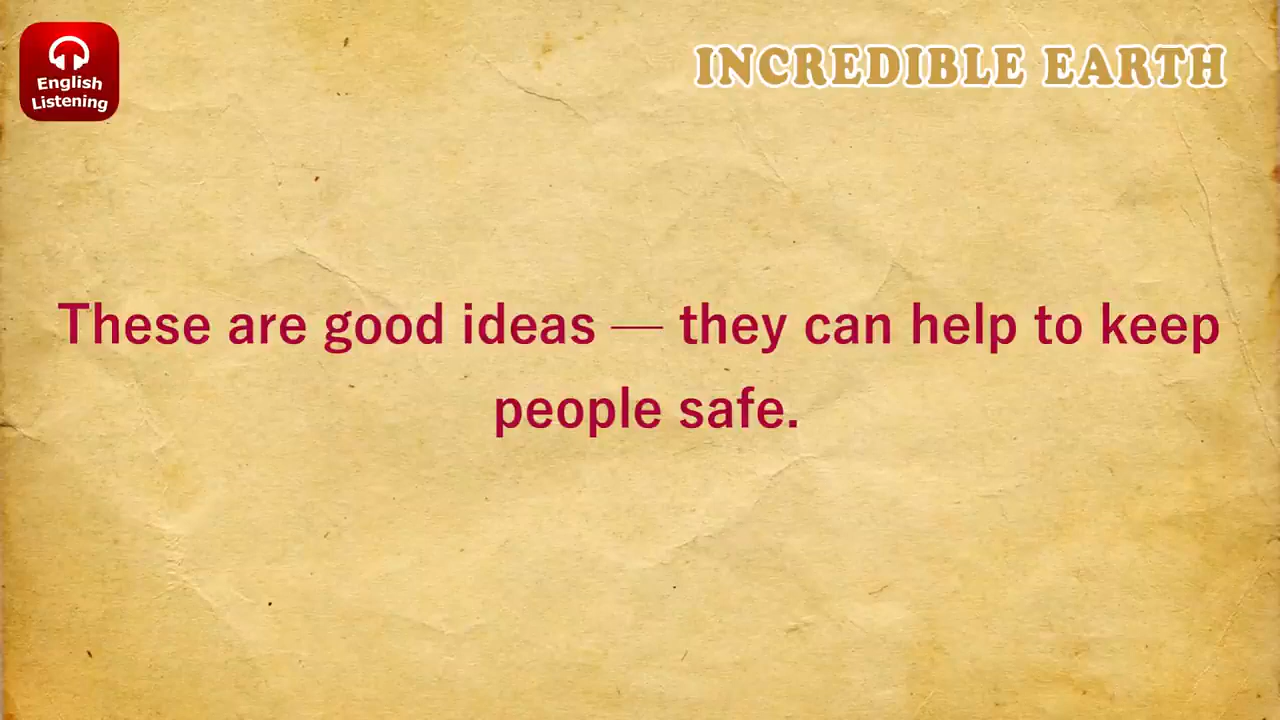 English
Listening
INCREDIBLE EARTH
These are good ideas — they can help to keep
people safe.